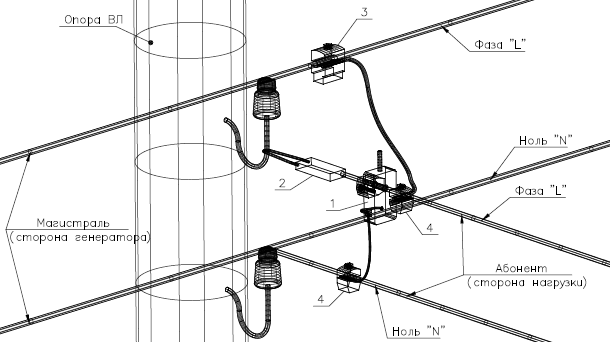 Опора ВЛ
3
Фаза "L"
Ноль "N"
2
1
Фаза "L"
4
Магистраль
(сторона генератора)
Абонент
(сторона нагрузки)
4
Ноль "N"